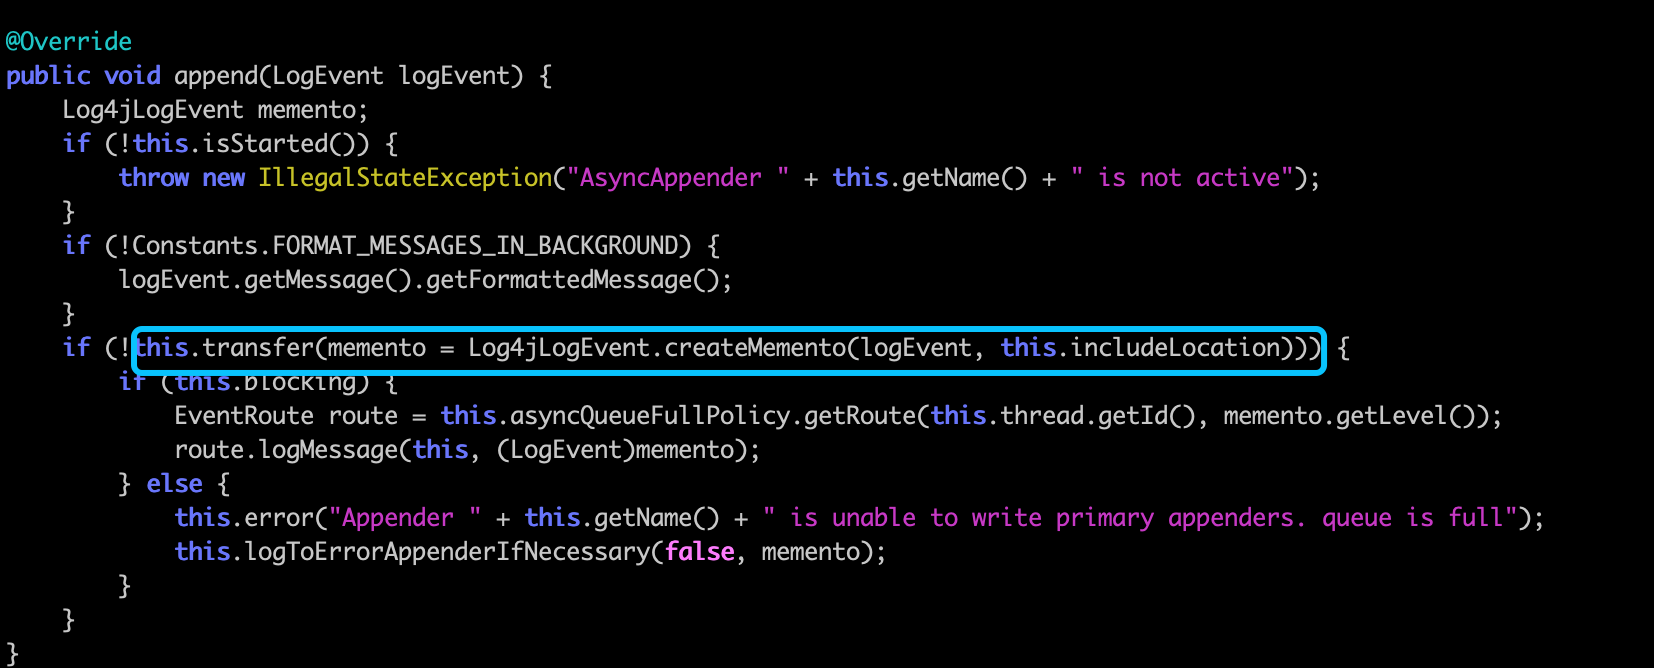 @Override
public void append(LogEvent logEvent) {
    Log4jLogEvent memento;
    if (!this.isStarted()) {
        throw new IllegalStateException("AsyncAppender " + this.getName() + " is not active");
    }
    if (!Constants.FORMAT_MESSAGES_IN_BACKGROUND) {
        logEvent.getMessage().getFormattedMessage();
    }
    if (!this.transfer(memento = Log4jLogEvent.createMemento(logEvent, this.includeLocation))) {
        if (this.blocking) {
            EventRoute route = this.asyncQueueFullPolicy.getRoute(this.thread.getId(), memento.getLevel());
            route.logMessage(this, (LogEvent)memento);
        } else {
            this.error("Appender " + this.getName() + " is unable to write primary appenders. queue is full");
            this.logToErrorAppenderIfNecessary(false, memento);
        }
    }
}